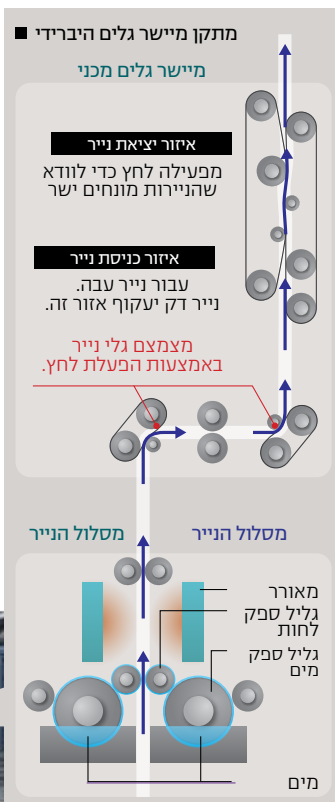 מתקן מיישר גלים היברידי
מיישר גלים מכני
איזור יציאת נייר
מפעילה לחץ כדי לוודא
שהניירות מונחים ישר
איזור כניסת נייר
עבור נייר עבה.
נייר דק יעקוף אזור זה.
מצמצם גלי נייר
באמצעות הפעלת לחץ.
מסלול הנייר
מסלול הנייר
מאורר
גליל ספק
לחות
גליל ספק
מים
מים